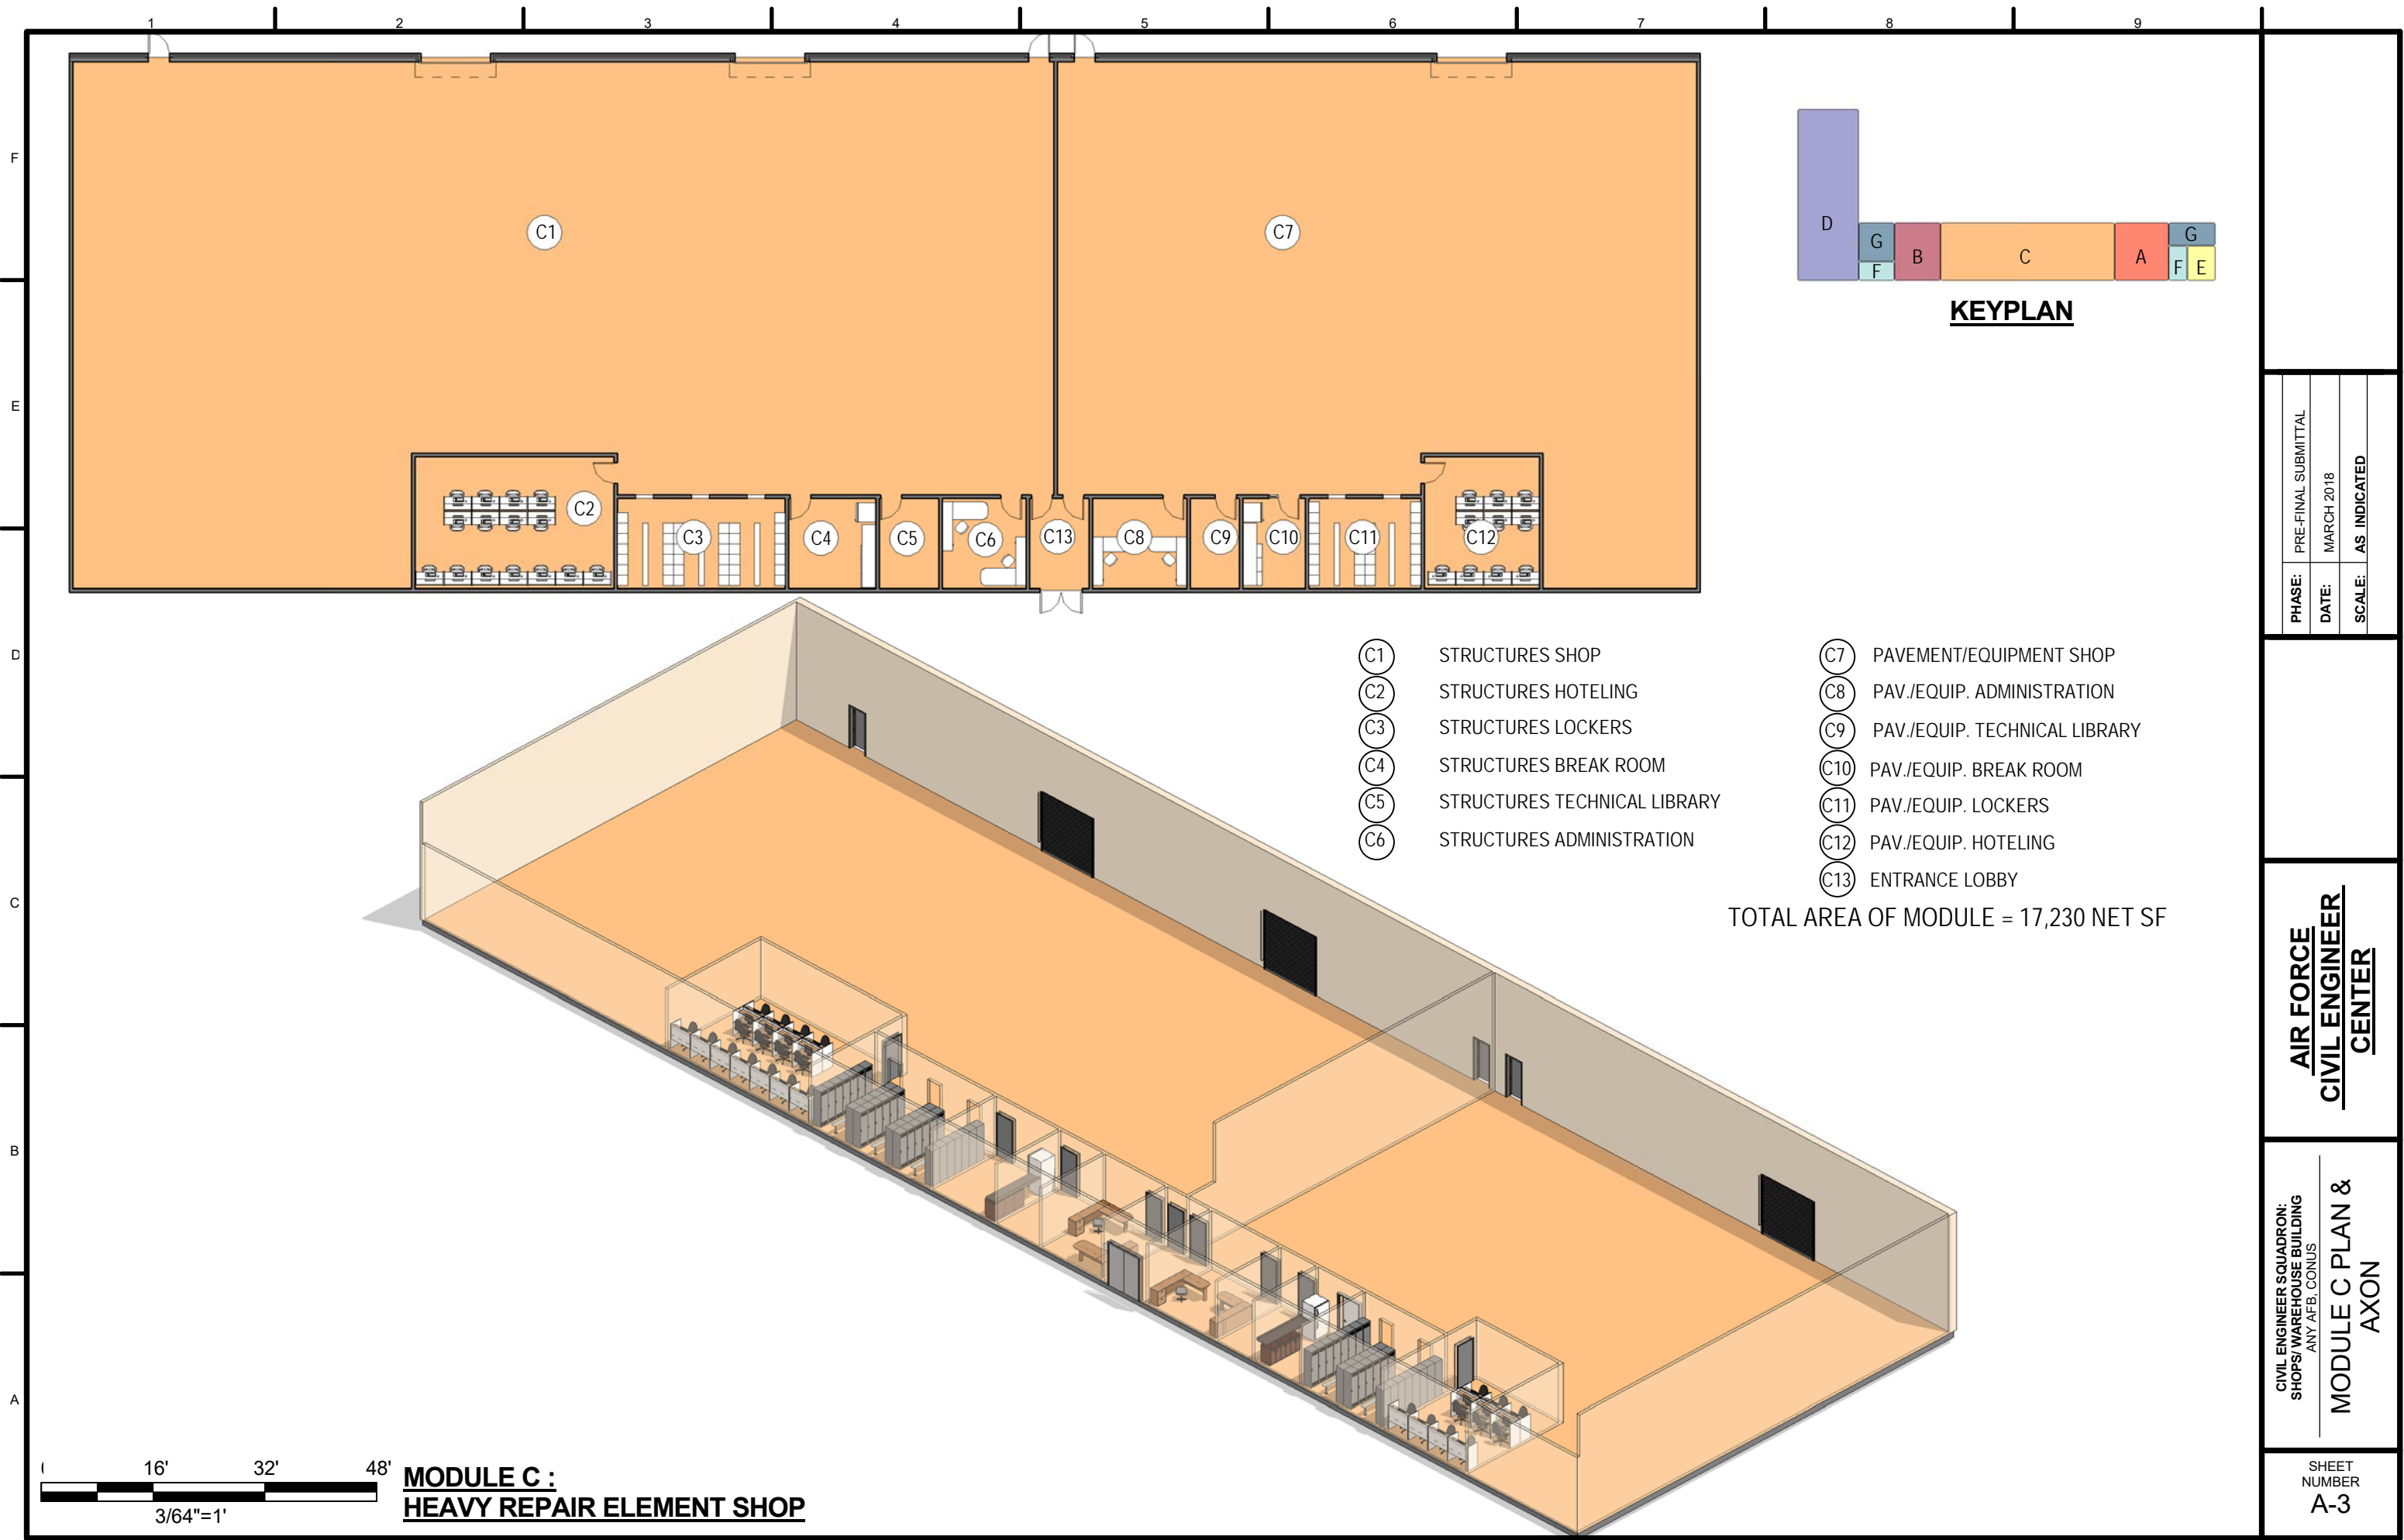 1 2 3 4 5 6 7 8 9
F
E
D
C
B
A
C1
C7
C2
C3
C4
C5
C6
C13
C8
C9
C10
C11
C12
D
G
F
B
C
A
G
F
E
KEYPLAN
C1 STRUCTURES SHOP
C2 STRUCTURES HOTELING
C3 STRUCTURES LOCKERS
C4 STRUCTURES BREAK ROOM
C5 STRUCTURES TECHNICAL LIBRARY
C6 STRUCTURES ADMINISTRATION
C7 PAVEMENT/EQUIPMENT SHOP
C8 PAV./EQUIP. ADMINISTRATION
C9 PAV./EQUIP. TECHNICAL LIBRARY
C10 PAV./EQUIP. BREAK ROOM
C11 PAV./EQUIP. LOCKERS
C12 PAV./EQUIP. HOTELING
C13 ENTRANCE LOBBY
TOTAL AREA OF MODULE = 17,230 NET SF
16' 32' 48'
3/64"=1'
MODULE C :
HEAVY REPAIR ELEMENT SHOP
PHASE: PRE-FINAL SUBMITTAL
DATE: MARCH 2018
SCALE: AS INDICATED
AIR FORCE
CIVIL ENGINEER
CENTER
CIVIL ENGINEER SQUADRON:
SHOPS/WAREHOUSE BUILDING
ANY AFB, CONUS
MODULE C PLAN &
AXON
SHEET
NUMBER
A-3